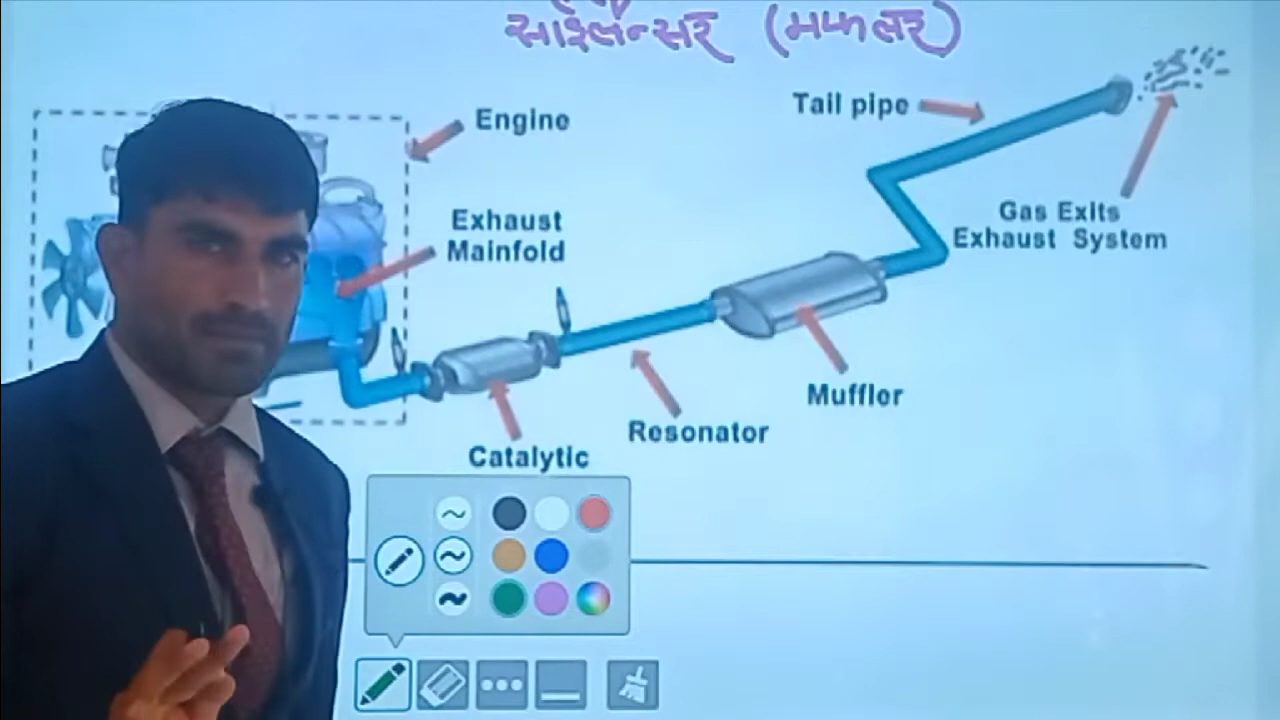 સાઇલેન્સર (મફલર)
Engine
Tail pipe
Exhaust
Mainfold
Gas Exits
Exhaust System
Muffler
Resonator
Catalytic